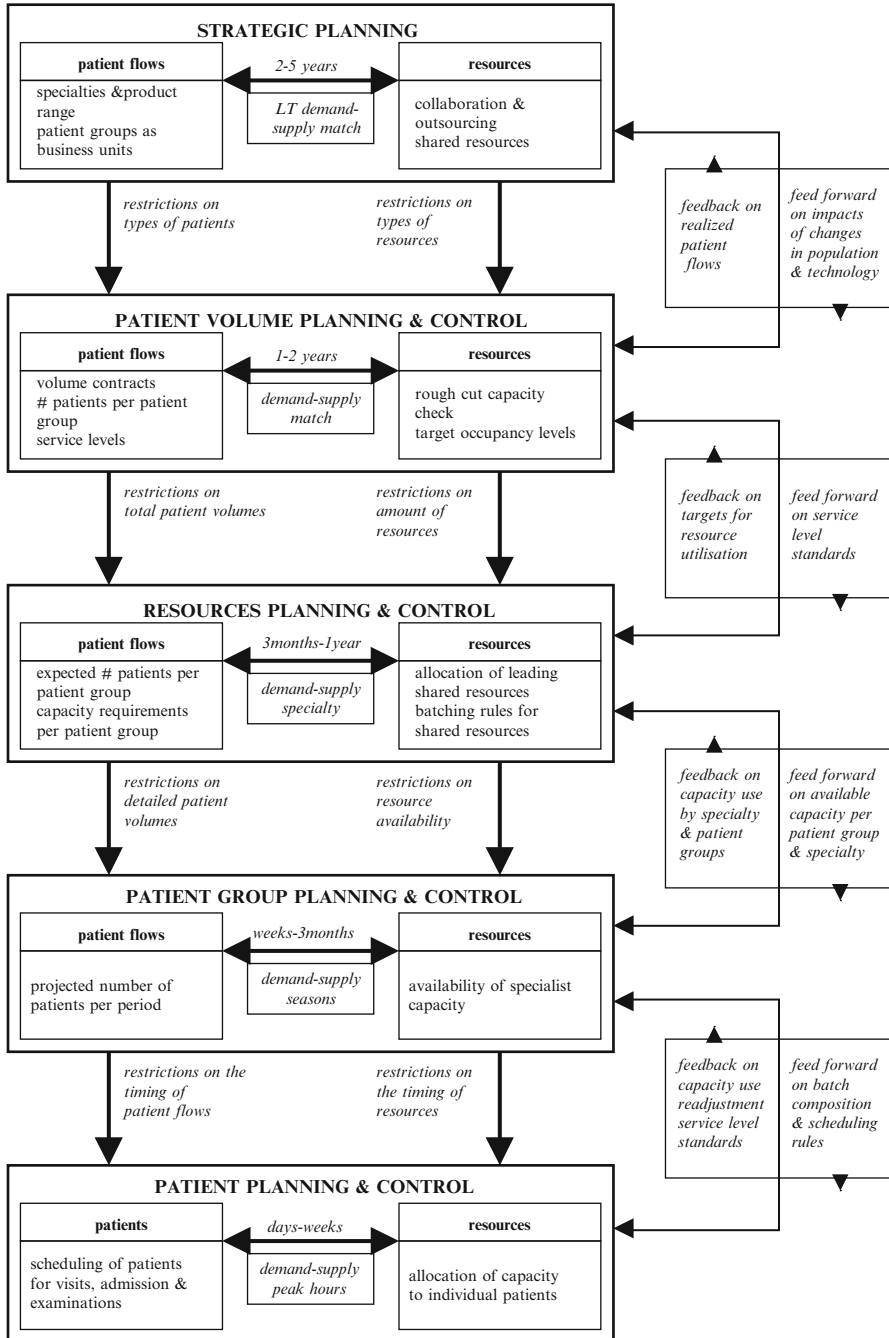 STRATEGIC PLANNING
patient flows
specialties &product
range
patient groups as
business units
2-5 years
LT demand-
supply match
resources
collaboration &
outsourcing
shared resources
restrictions on
types of patients
restrictions on
types of
resources
feedback on
realized
patient
flows
feed forward
on impacts
of changes
in population
& technology
PATIENT VOLUME PLANNING & CONTROL
patient flows
volume contracts
# patients per patient
group
service levels
1-2 years
demand-supply
match
resources
rough cut capacity
check
target occupancy levels
restrictions on
total patient volumes
restrictions on
amount of
resources
feedback on
targets for
resource
utilisation
feed forward
on service
level
standards
RESOURCES PLANNING & CONTROL
patient flows
expected # patients per
patient group
capacity requirements
per patient group
3months-1year
demand-supply
specialty
resources
allocation of leading
shared resources
batching rules for
shared resources
restrictions on
detailed patient
volumes
restrictions on
resource
availability
feedback on
capacity use
by specialty
& patient
groups
feed forward
on available
capacity per
patient group
& specialty
PATIENT GROUP PLANNING & CONTROL
patient flows
projected number of
patients per period
weeks-3months
demand-supply
seasons
resources
availability of specialist
capacity
restrictions on the
timing of
patient flows
restrictions on
the timing of
resources
feedback on
capacity use
readjustment
service level
standards
feed forward
on batch
composition
& scheduling
rules
PATIENT PLANNING & CONTROL
patients
scheduling of patients
for visits, admission &
examinations
days-weeks
demand-supply
peak hours
resources
allocation of capacity
to individual patients